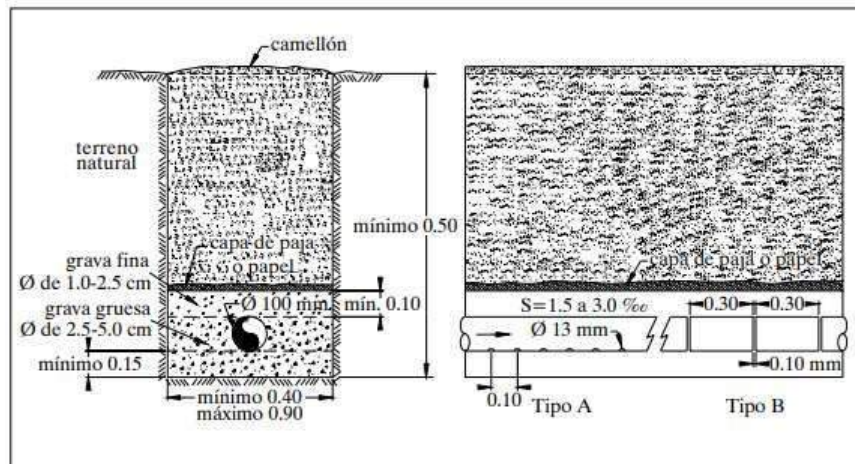 camellón
terreno
natural
mínimo 0.50
capa de paja
o papel
grava fina
Ø de 1.0-2.5 cm
Ø 100 mín.
mín. 0.10
grava gruesa
Ø de 2.5-5.0 cm
mínimo 0.15
mínimo 0.40
máximo 0.90
capa de paja o papel
S=1.5 a 3.0 ‰
0.30
0.30
Ø 13 mm
0.10 mm
0.10
Tipo A
Tipo B